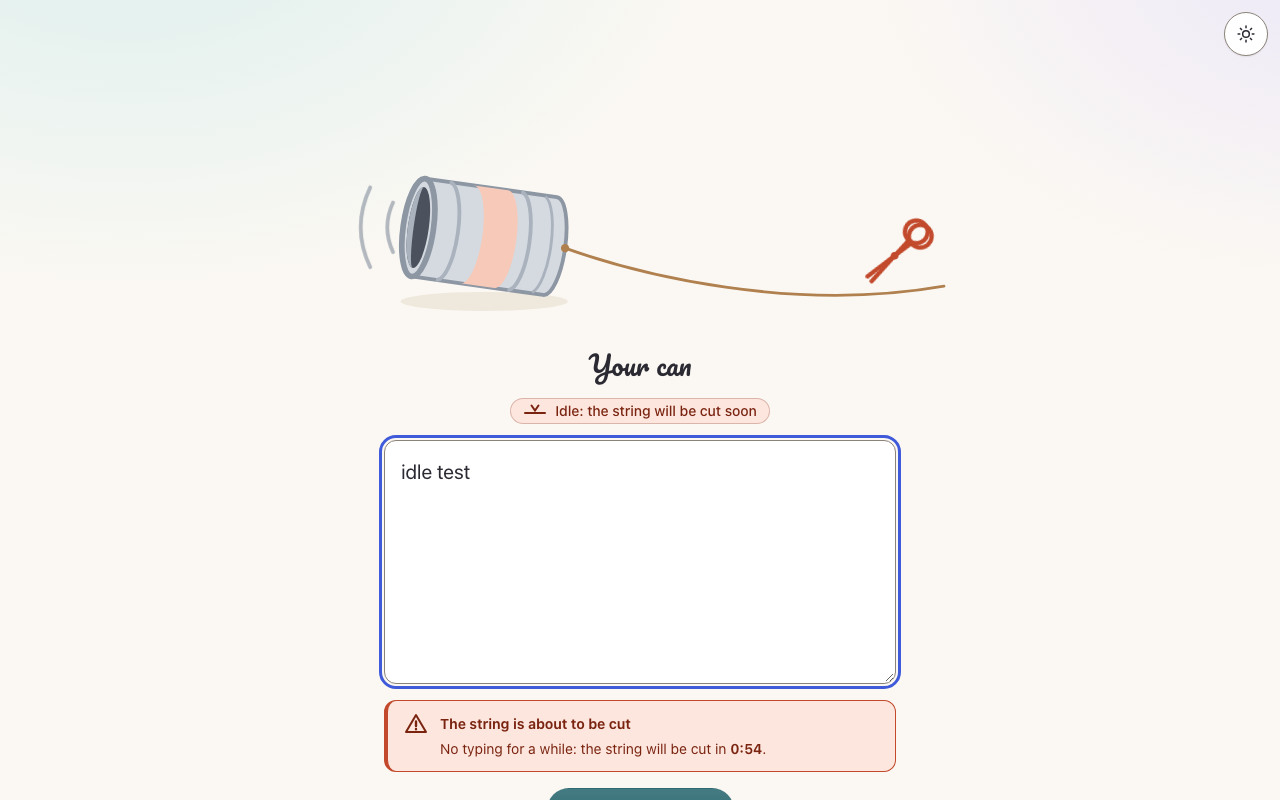 Your can
Idle: the string will be cut soon
idle test
The string is about to be cut
No typing for a while: the string will be cut in 0:54.